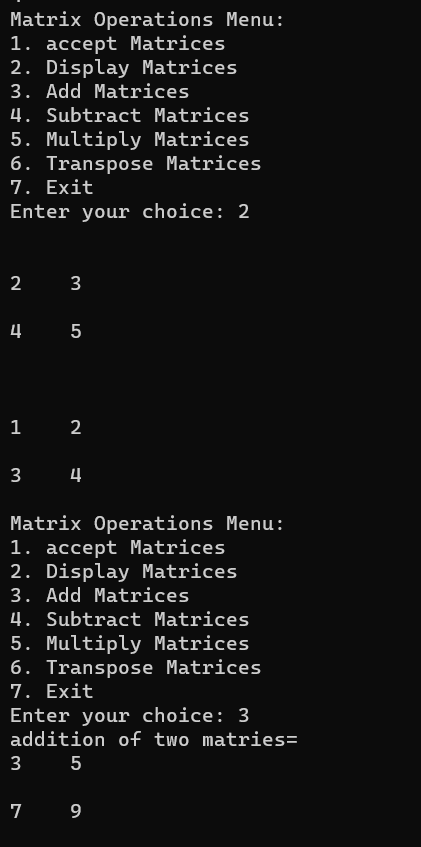 Matrix Operations Menu:
1. accept Matrices
2. Display Matrices
3. Add Matrices
4. Subtract Matrices
5. Multiply Matrices
6. Transpose Matrices
7. Exit
Enter your choice: 2
2    3
4    5
1    2
3    4
Matrix Operations Menu:
1. accept Matrices
2. Display Matrices
3. Add Matrices
4. Subtract Matrices
5. Multiply Matrices
6. Transpose Matrices
7. Exit
Enter your choice: 3
addition of two matries=
3    5
7    9